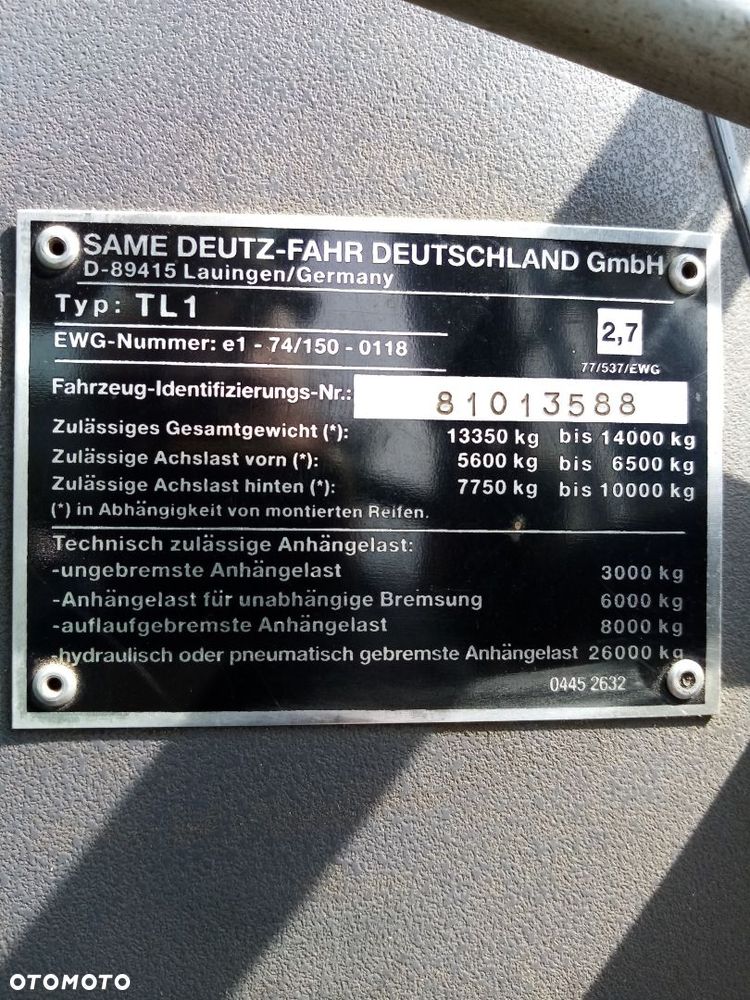 SAME DEUTZ-FAHR DEUTSCHLAND GmbH
D-89415 Lauingen/Germany
Typ: TL1
2,7
EWG-Nummer: e1 - 74/150 - 0118
77/537/EWG
Fahrzeug-Identifizierungs-Nr.: 81013588
Zulässiges Gesamtgewicht (*): 13350 kg bis 14000 kg
Zulässige Achslast vorn (*): 5600 kg bis 6500 kg
Zulässige Achslast hinten (*): 7750 kg bis 10000 kg
(*) in Abhängigkeit von montierten Reifen.
Technisch zulässige Anhängelast:
-ungebremste Anhängelast 3000 kg
-Anhängelast für unabhängige Bremsung 6000 kg
-auflaufgebremste Anhängelast 8000 kg
-hydraulisch oder pneumatisch gebremste Anhängelast 26000 kg
0445 2632
OTOMOTO